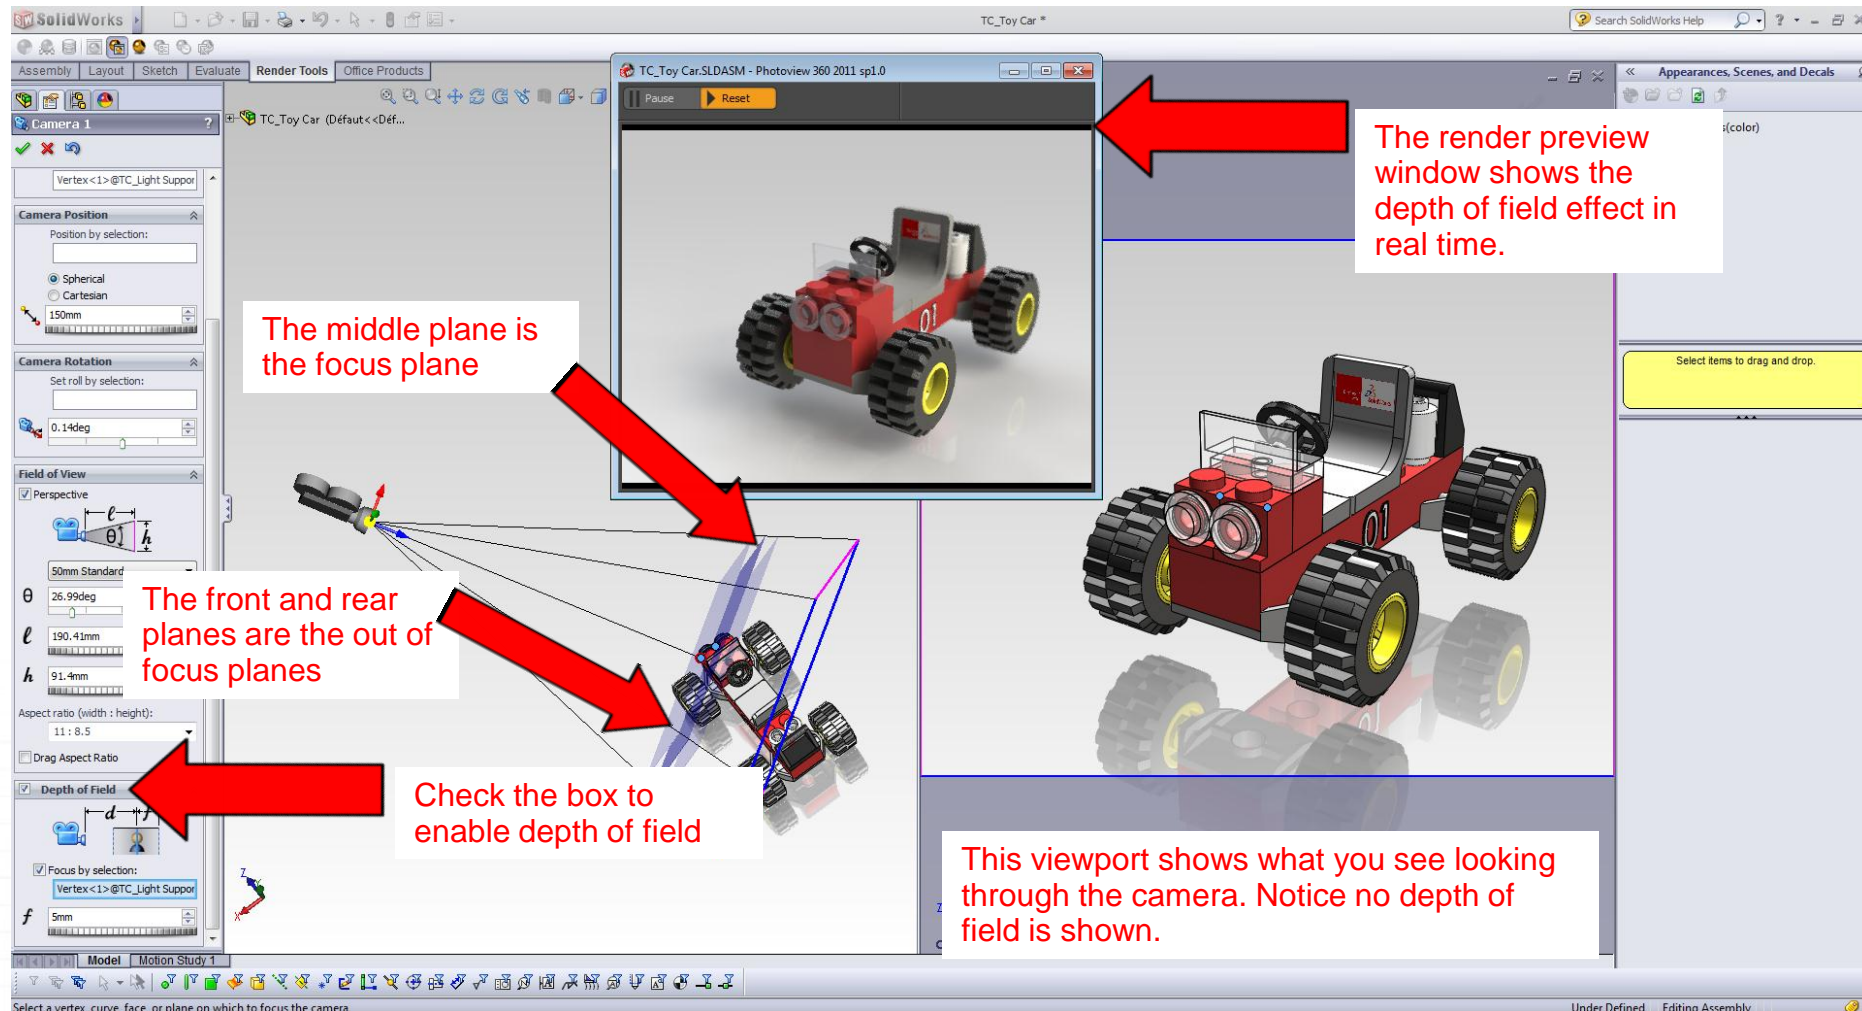 SolidWorks
TC_Toy Car *
Search SolidWorks Help
Assembly Layout Sketch Evaluate Render Tools Office Products
Camera 1 ?
Vertex<1>@TC_Light Suppor
Camera Position
Position by selection:
Spherical
Cartesian
150mm
Camera Rotation
Set roll by selection:
0.14deg
Field of View
Perspective
ℓ
θ h
50mm Standard
θ 26.99deg
ℓ 190.41mm
h 91.4mm
Aspect ratio (width : height):
11 : 8.5
Drag Aspect Ratio
Depth of Field
d f
Focus by selection:
Vertex<1>@TC_Light Suppor
f 5mm
TC_Toy Car (Défaut<<Déf...
TC_Toy Car.SLDASM - Photoview 360 2011 sp1.0
Pause Reset
01
The render preview
window shows the
depth of field effect in
real time.
The middle plane is
the focus plane
The front and rear
planes are the out of
focus planes
Check the box to
enable depth of field
Z
X
01
This viewport shows what you see looking
through the camera. Notice no depth of
field is shown.
Appearances, Scenes, and Decals
(color)
Select items to drag and drop.
Model Motion Study 1
Select a vertex, curve, face, or plane on which to focus the camera
Under Defined Editing Assembly